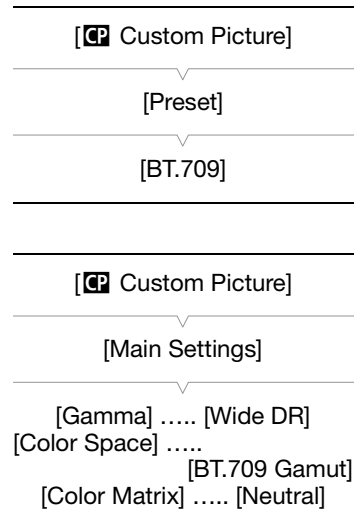 [CP Custom Picture]
[Preset]
[BT.709]
[CP Custom Picture]
[Main Settings]
[Gamma] ….. [Wide DR]
[Color Space] …..
[BT.709 Gamut]
[Color Matrix] ….. [Neutral]